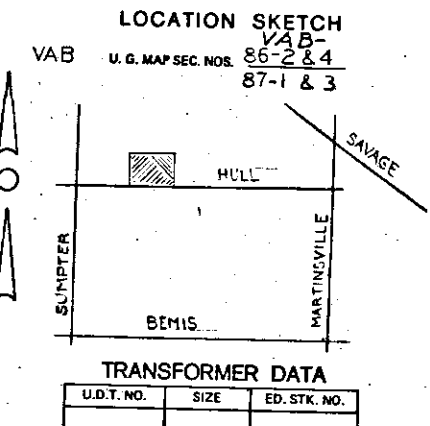 LOCATION SKETCH
VAB-
VAB U. G. MAP SEC. NOS. 86-2 & 4
87-1 & 3
SAVAGE
HULL
SUMPTER
MARTINSVILLE
BEMIS
TRANSFORMER DATA
U.D.T. NO. SIZE ED. STK. NO.